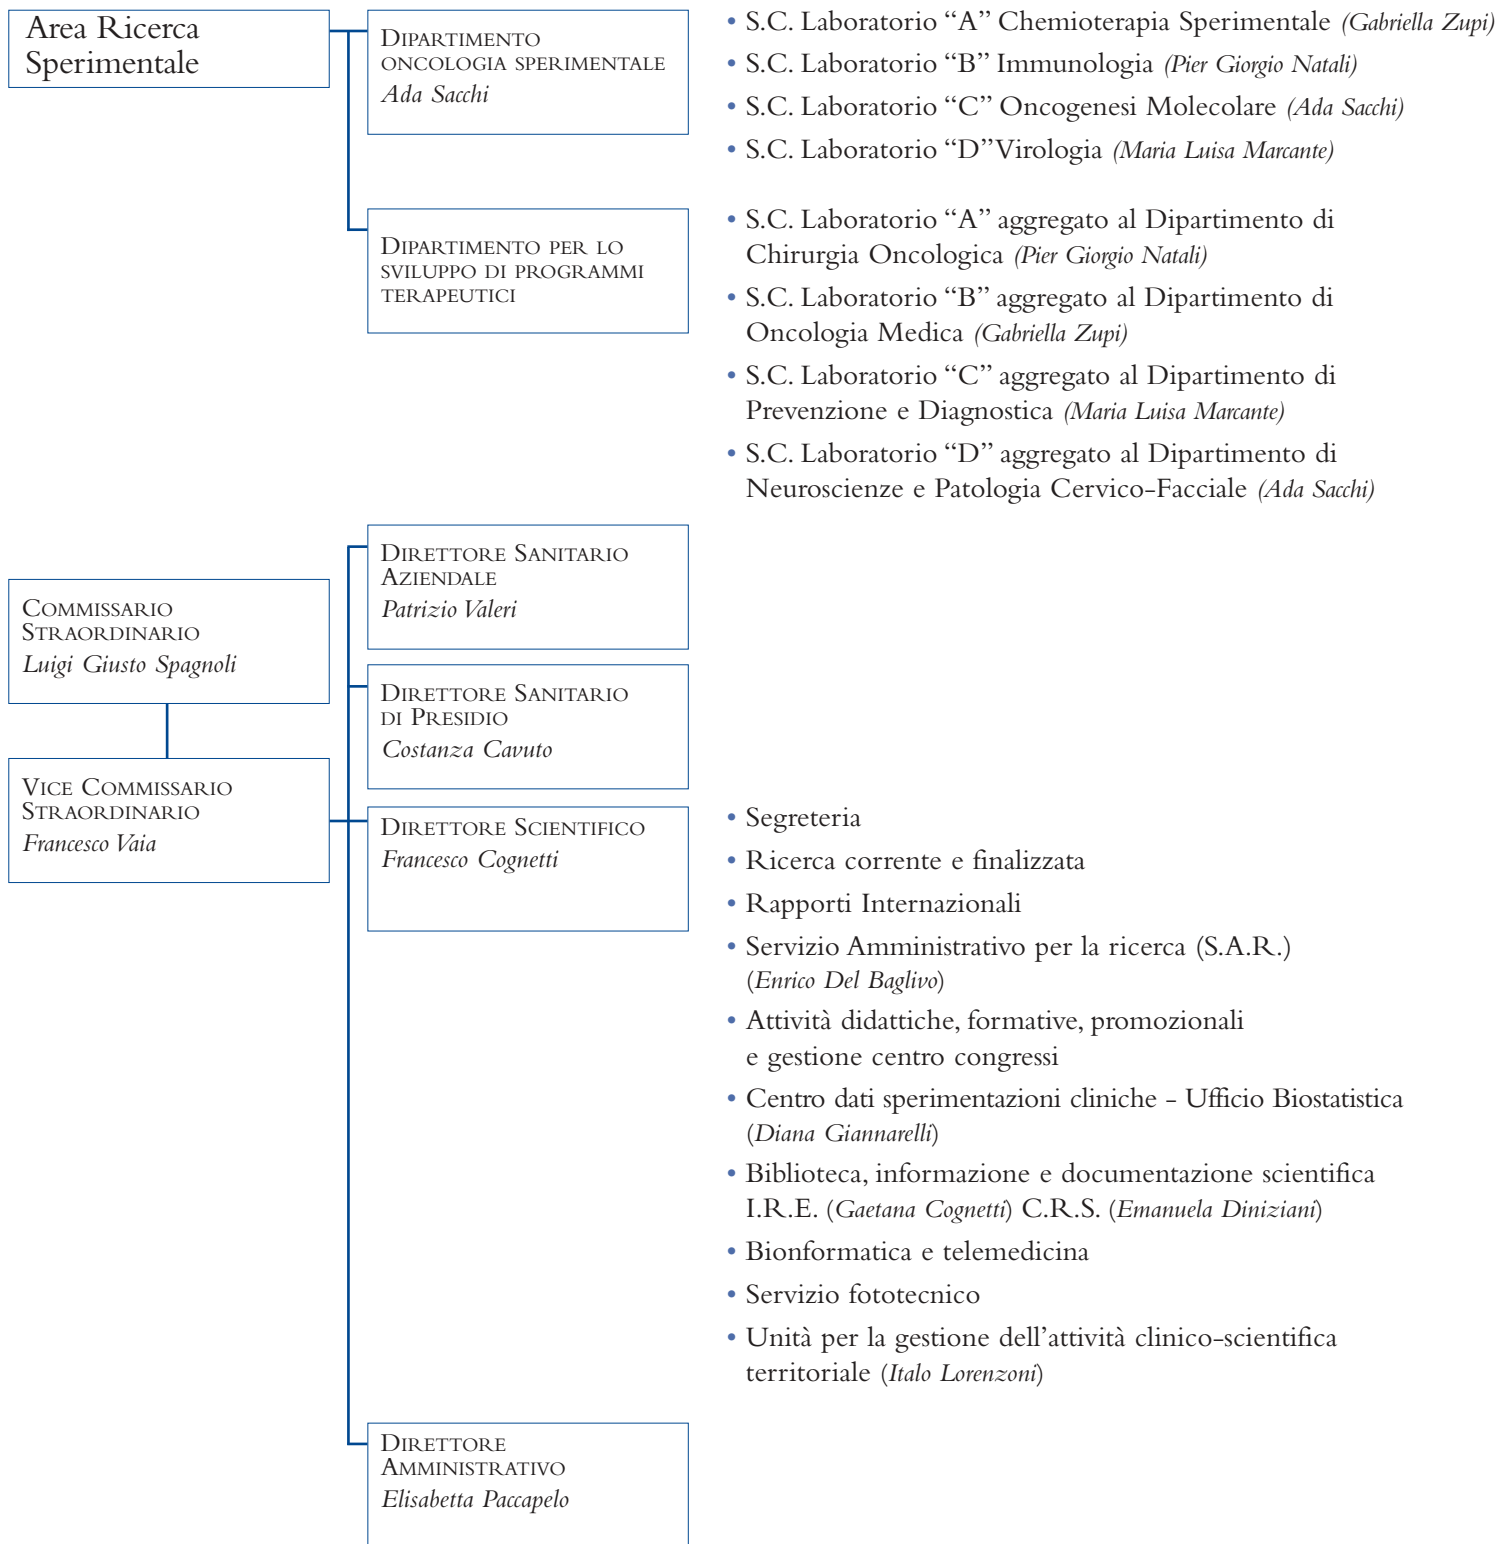 Area Ricerca
Sperimentale
DIPARTIMENTO
ONCOLOGIA SPERIMENTALE
Ada Sacchi
• S.C. Laboratorio “A” Chemioterapia Sperimentale (Gabriella Zupi)
• S.C. Laboratorio “B” Immunologia (Pier Giorgio Natali)
• S.C. Laboratorio “C” Oncogenesi Molecolare (Ada Sacchi)
• S.C. Laboratorio “D”Virologia (Maria Luisa Marcante)
DIPARTIMENTO PER LO
SVILUPPO DI PROGRAMMI
TERAPEUTICI
• S.C. Laboratorio “A” aggregato al Dipartimento di
Chirurgia Oncologica (Pier Giorgio Natali)
• S.C. Laboratorio “B” aggregato al Dipartimento di
Oncologia Medica (Gabriella Zupi)
• S.C. Laboratorio “C” aggregato al Dipartimento di
Prevenzione e Diagnostica (Maria Luisa Marcante)
• S.C. Laboratorio “D” aggregato al Dipartimento di
Neuroscienze e Patologia Cervico-Facciale (Ada Sacchi)
COMMISSARIO
STRAORDINARIO
Luigi Giusto Spagnoli
VICE COMMISSARIO
STRAORDINARIO
Francesco Vaia
DIRETTORE SANITARIO
AZIENDALE
Patrizio Valeri
DIRETTORE SANITARIO
DI PRESIDIO
Costanza Cavuto
DIRETTORE SCIENTIFICO
Francesco Cognetti
• Segreteria
• Ricerca corrente e finalizzata
• Rapporti Internazionali
• Servizio Amministrativo per la ricerca (S.A.R.)
(Enrico Del Baglivo)
• Attività didattiche, formative, promozionali
e gestione centro congressi
• Centro dati sperimentazioni cliniche - Ufficio Biostatistica
(Diana Giannarelli)
• Biblioteca, informazione e documentazione scientifica
I.R.E. (Gaetana Cognetti) C.R.S. (Emanuela Diniziani)
• Bionformatica e telemedicina
• Servizio fototecnico
• Unità per la gestione dell’attività clinico-scientifica
territoriale (Italo Lorenzoni)
DIRETTORE
AMMINISTRATIVO
Elisabetta Paccapelo